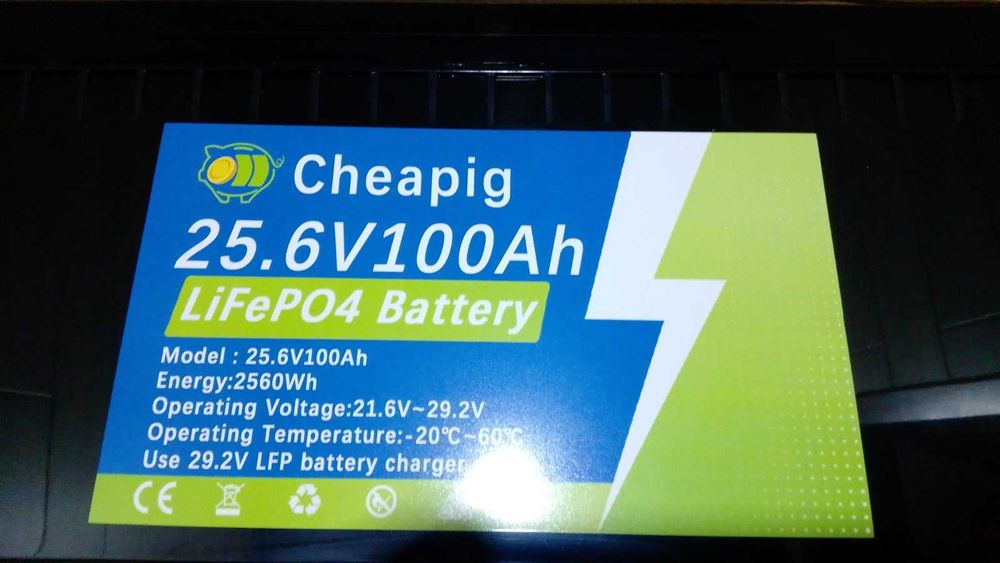 Cheapig
25.6V100Ah
LiFePO4 Battery
Model : 25.6V100Ah
Energy:2560Wh
Operating Voltage:21.6V~29.2V
Operating Temperature:-20℃~60℃
Use 29.2V LFP battery charger
CE